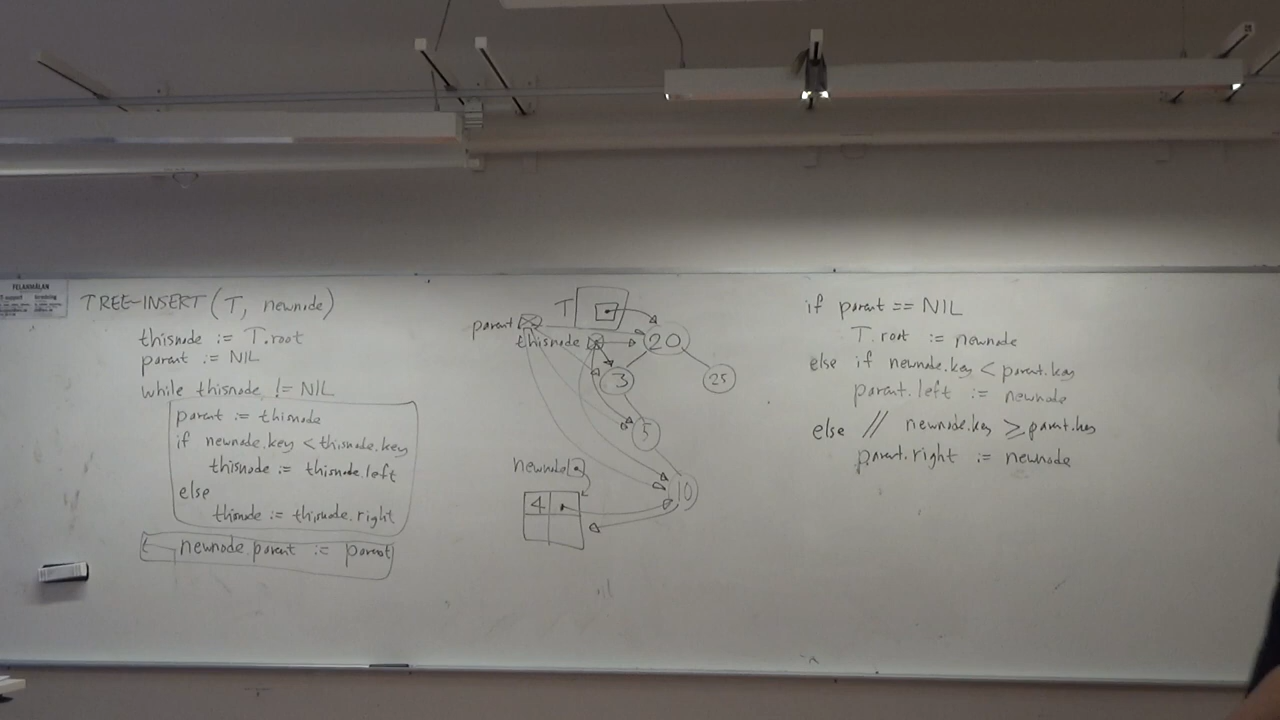 FELANMÄLAN
TREE-INSERT (T, newnode)
thisnode := T.root
parent := NIL
while thisnode != NIL
parent := thisnode
if newnode.key < thisnode.key
thisnode := thisnode.left
else
thisnode := thisnode.right
newnode.parent := parent
T
parent
thisnode
20
3
25
5
newnode
10
4
if parent == NIL
T.root := newnode
else if newnode.key < parent.key
parent.left := newnode
else // newnode.key ≥ parent.key
parent.right := newnode